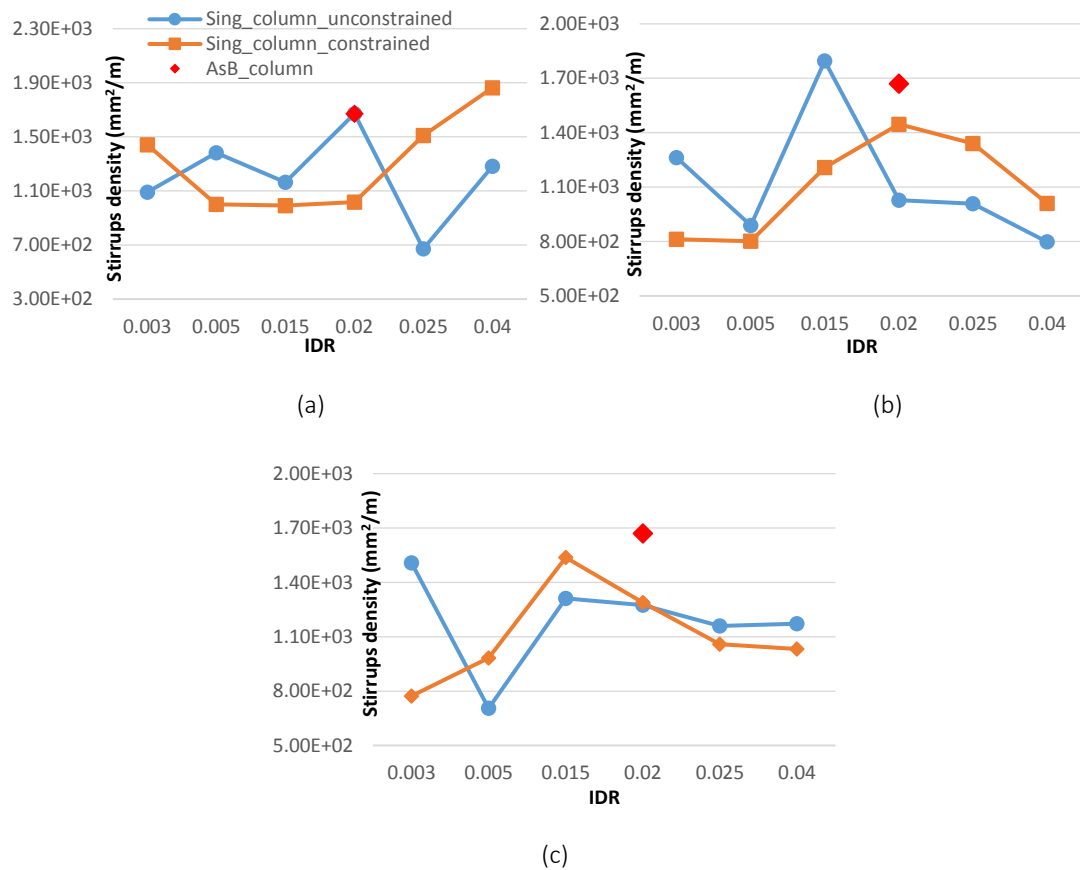 Sing_column_unconstrained
Sing_column_constrained
AsB_column
Stirrups density (mm²/m)
2.30E+03
1.90E+03
1.50E+03
1.10E+03
7.00E+02
3.00E+02
0.003 0.005 0.015 0.02 0.025 0.04
IDR
(a)
Stirrups density (mm²/m)
2.00E+03
1.70E+03
1.40E+03
1.10E+03
8.00E+02
5.00E+02
0.003 0.005 0.015 0.02 0.025 0.04
IDR
(b)
Stirrups density (mm²/m)
2.00E+03
1.70E+03
1.40E+03
1.10E+03
8.00E+02
5.00E+02
0.003 0.005 0.015 0.02 0.025 0.04
IDR
(c)